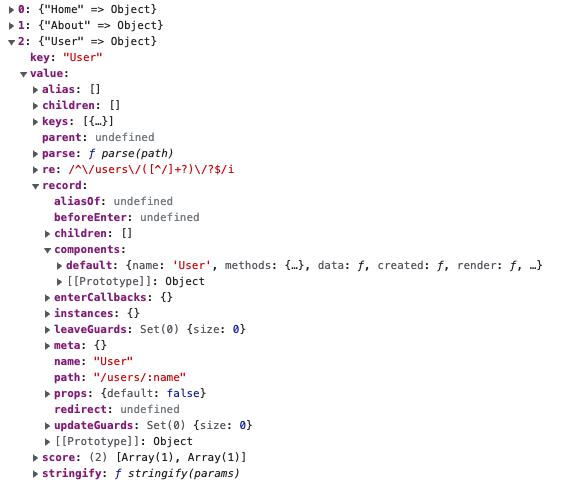 0: {"Home" => Object}
1: {"About" => Object}
2: {"User" => Object}
key: "User"
value:
alias: []
children: []
keys: [{…}]
parent: undefined
parse: ƒ parse(path)
re: /^\/users\/([^/]+?)\/?$/i
record:
aliasOf: undefined
beforeEnter: undefined
children: []
components:
default: {name: 'User', methods: {…}, data: ƒ, created: ƒ, render: ƒ, …}
[[Prototype]]: Object
enterCallbacks: {}
instances: {}
leaveGuards: Set(0) {size: 0}
meta: {}
name: "User"
path: "/users/:name"
props: {default: false}
redirect: undefined
updateGuards: Set(0) {size: 0}
[[Prototype]]: Object
score: (2) [Array(1), Array(1)]
stringify: ƒ stringify(params)